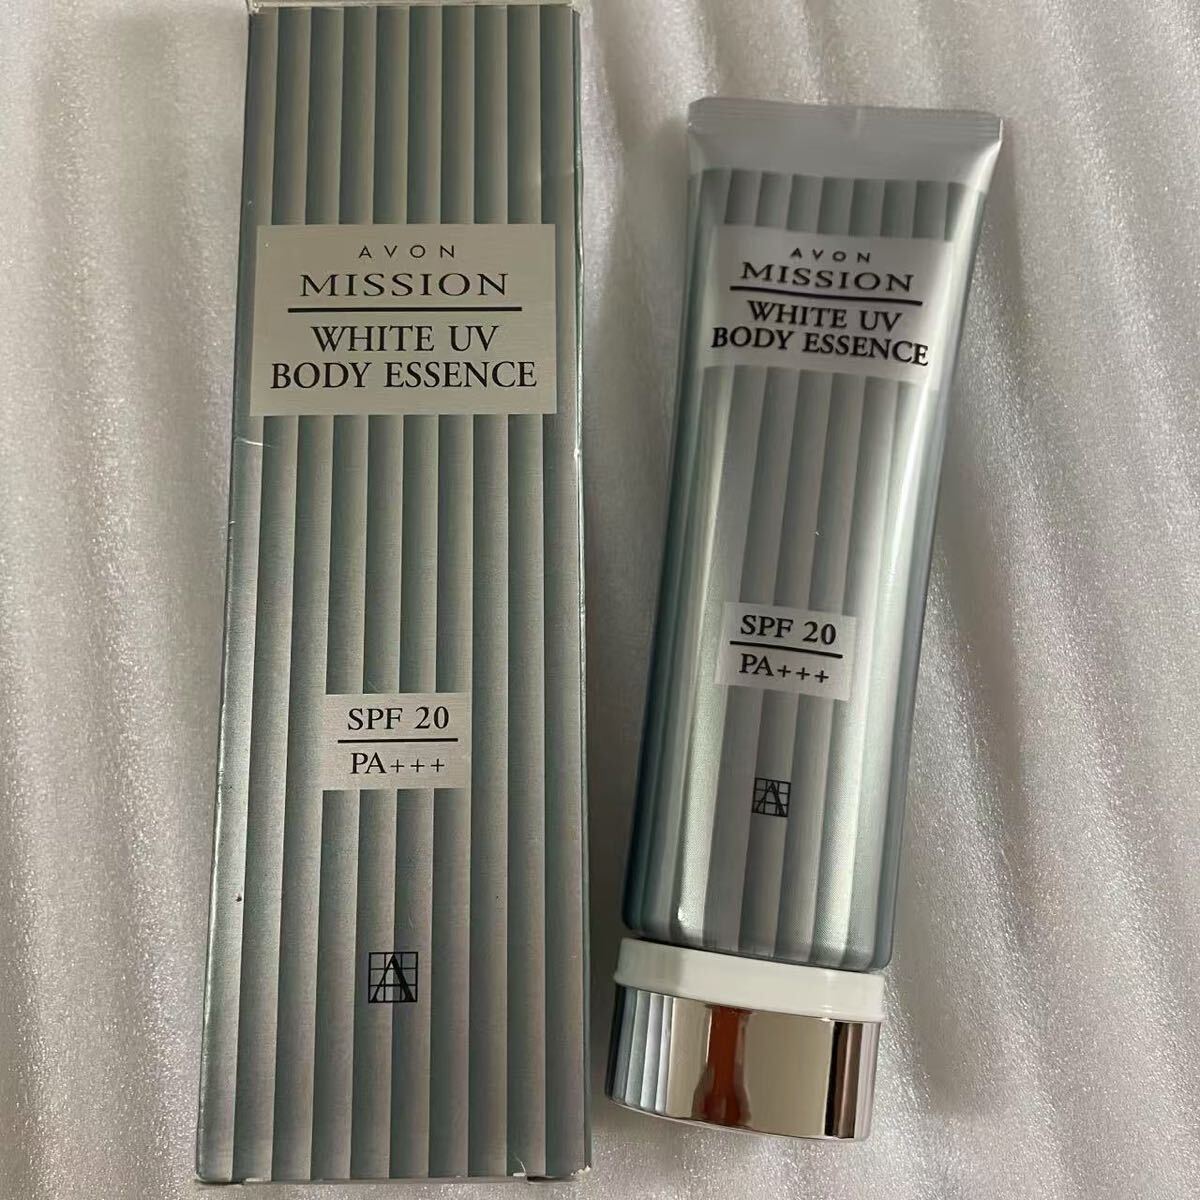 AVON
MISSION
WHITE UV
BODY ESSENCE
SPF 20
PA+++
A
AVON
MISSION
WHITE UV
BODY ESSENCE
SPF 20
PA+++
A